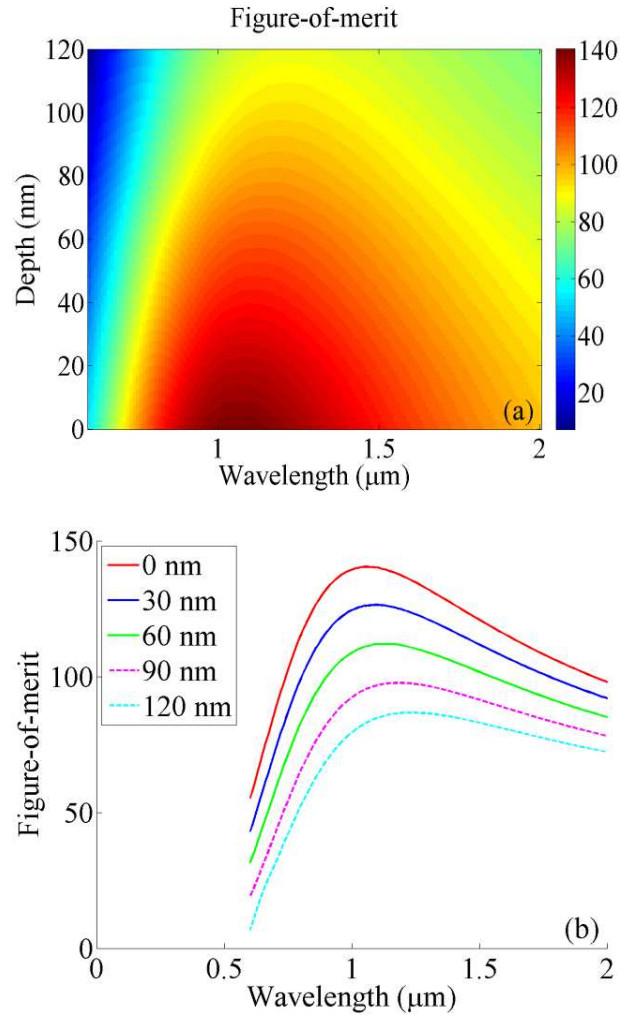 Figure-of-merit
120
100
80
60
40
20
0
Depth (nm)
1
1.5
2
Wavelength (μm)
(a)
140
120
100
80
60
40
20
150
100
50
0
Figure-of-merit
0 nm
30 nm
60 nm
90 nm
120 nm
(b)
0
0.5
1
1.5
2
Wavelength (μm)